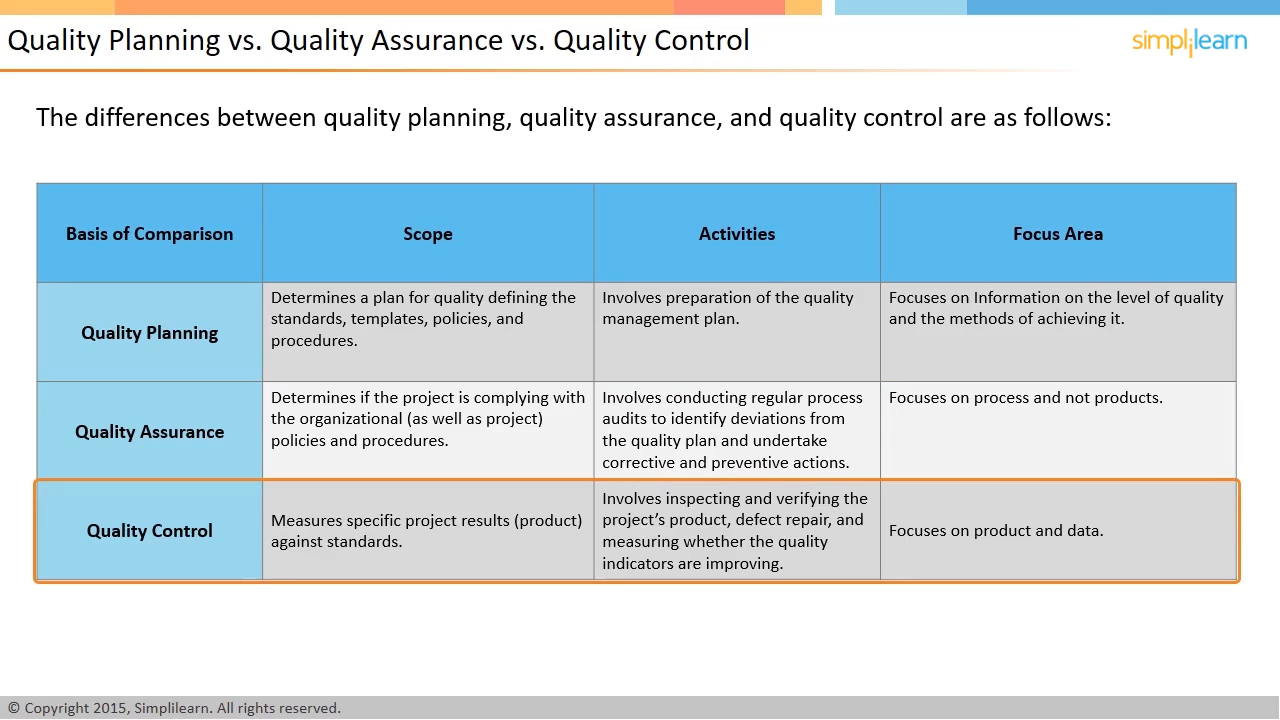 Quality Planning vs. Quality Assurance vs. Quality Control
simplilearn
The differences between quality planning, quality assurance, and quality control are as follows:
Basis of Comparison
Scope
Activities
Focus Area
Quality Planning
Determines a plan for quality defining the
standards, templates, policies, and
procedures.
Involves preparation of the quality
management plan.
Focuses on Information on the level of quality
and the methods of achieving it.
Quality Assurance
Determines if the project is complying with
the organizational (as well as project)
policies and procedures.
Involves conducting regular process
audits to identify deviations from
the quality plan and undertake
corrective and preventive actions.
Focuses on process and not products.
Quality Control
Measures specific project results (product)
against standards.
Involves inspecting and verifying the
project’s product, defect repair, and
measuring whether the quality
indicators are improving.
Focuses on product and data.
© Copyright 2015, Simplilearn. All rights reserved.